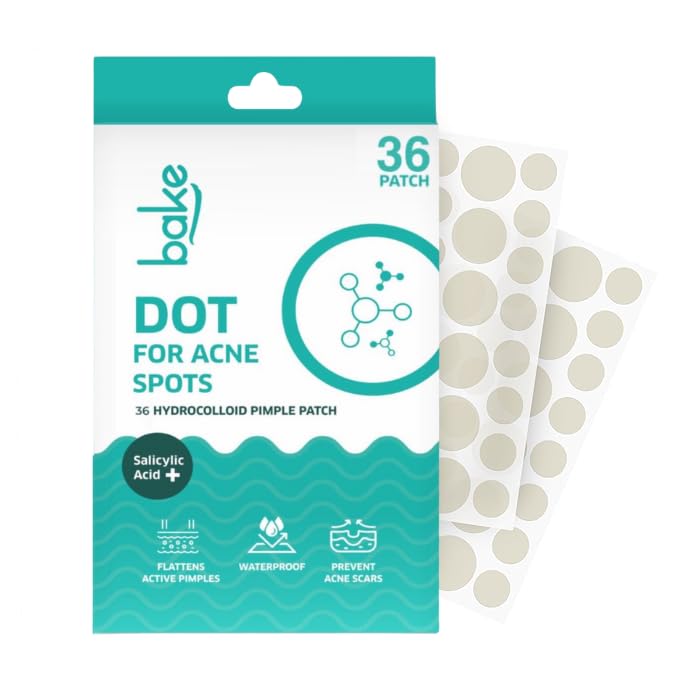 36
PATCH
bake
DOT
FOR ACNE
SPOTS
36 HYDROCOLLOID PIMPLE PATCH
Salicylic
Acid +
FLATTENS
ACTIVE PIMPLES
WATERPROOF
PREVENT
ACNE SCARS